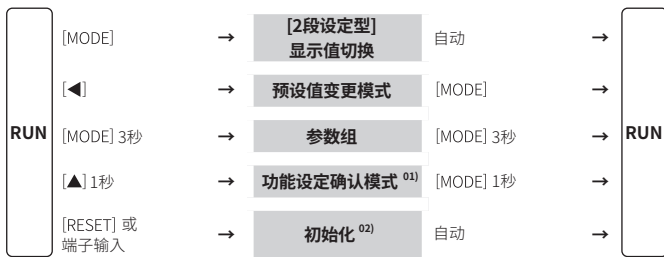 [MODE] → [2段设定型] 显示值切换 自动 →
[◀] → 预设值变更模式 [MODE] →
RUN [MODE] 3秒 → 参数组 [MODE] 3秒 → RUN
[▲] 1秒 → 功能设定确认模式 01) [MODE] 1秒 →
[RESET] 或 端子输入 → 初始化 02) 自动 →